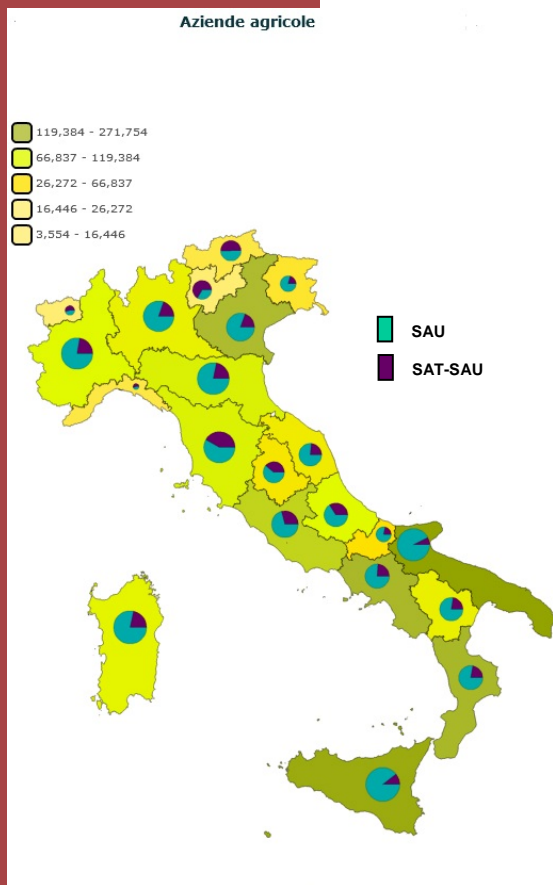 Aziende agricole
119,384 - 271,754
66,837 - 119,384
26,272 - 66,837
16,446 - 26,272
3,554 - 16,446
SAU
SAT-SAU